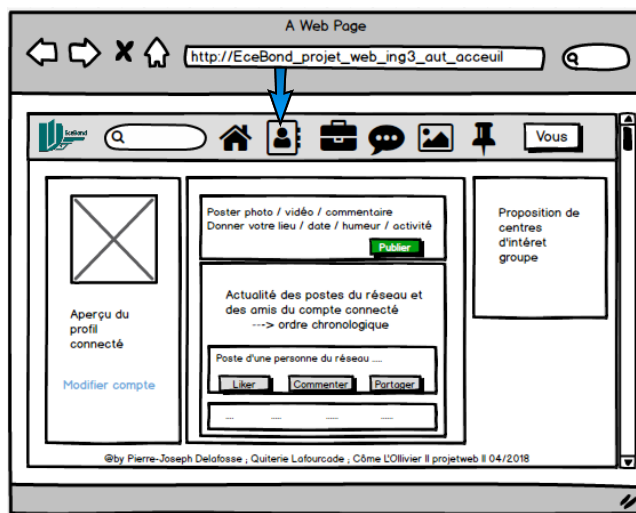 A Web Page
http://EceBond_projet_web_ing3_aut_acceuil
EceBond
Vous
Poster photo / vidéo / commentaire
Donner votre lieu / date / humeur / activité
Publier
Proposition de
centres
d'intéret
groupe
Actualité des postes du réseau et
des amis du compte connecté
---> ordre chronologique
Aperçu du
profil
connecté
Modifier compte
Poste d'une personne du réseau ....
Liker Commenter Partager
.... ..... ...... .....
@by Pierre-Joseph Delafosse ; Quiterie Lafourcade ; Côme L'Ollivier II projetweb II 04/2018